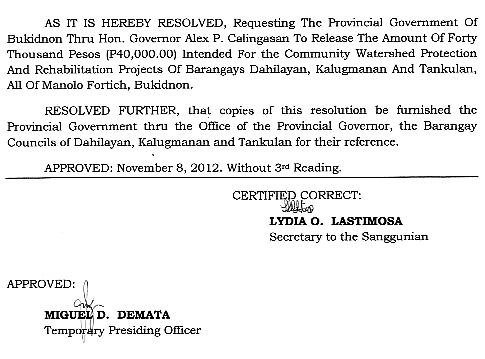 AS IT IS HEREBY RESOLVED, Requesting The Provincial Government Of
Bukidnon Thru Hon. Governor Alex P. Calingasan To Release The Amount Of Forty
Thousand Pesos (P40,000.00) Intended For the Community Watershed Protection
And Rehabilitation Projects Of Barangays Dahilayan, Kalugmanan And Tankulan,
All Of Manolo Fortich, Bukidnon.
RESOLVED FURTHER, that copies of this resolution be furnished the
Provincial Government thru the Office of the Provincial Governor, the Barangay
Councils of Dahilayan, Kalugmanan and Tankulan for their reference.
APPROVED: November 8, 2012. Without 3rd Reading.
CERTIFIED CORRECT:
LYDIA O. LASTIMOSA
Secretary to the Sanggunian
APPROVED:
MIGUEL D. DEMATA
Temporary Presiding Officer